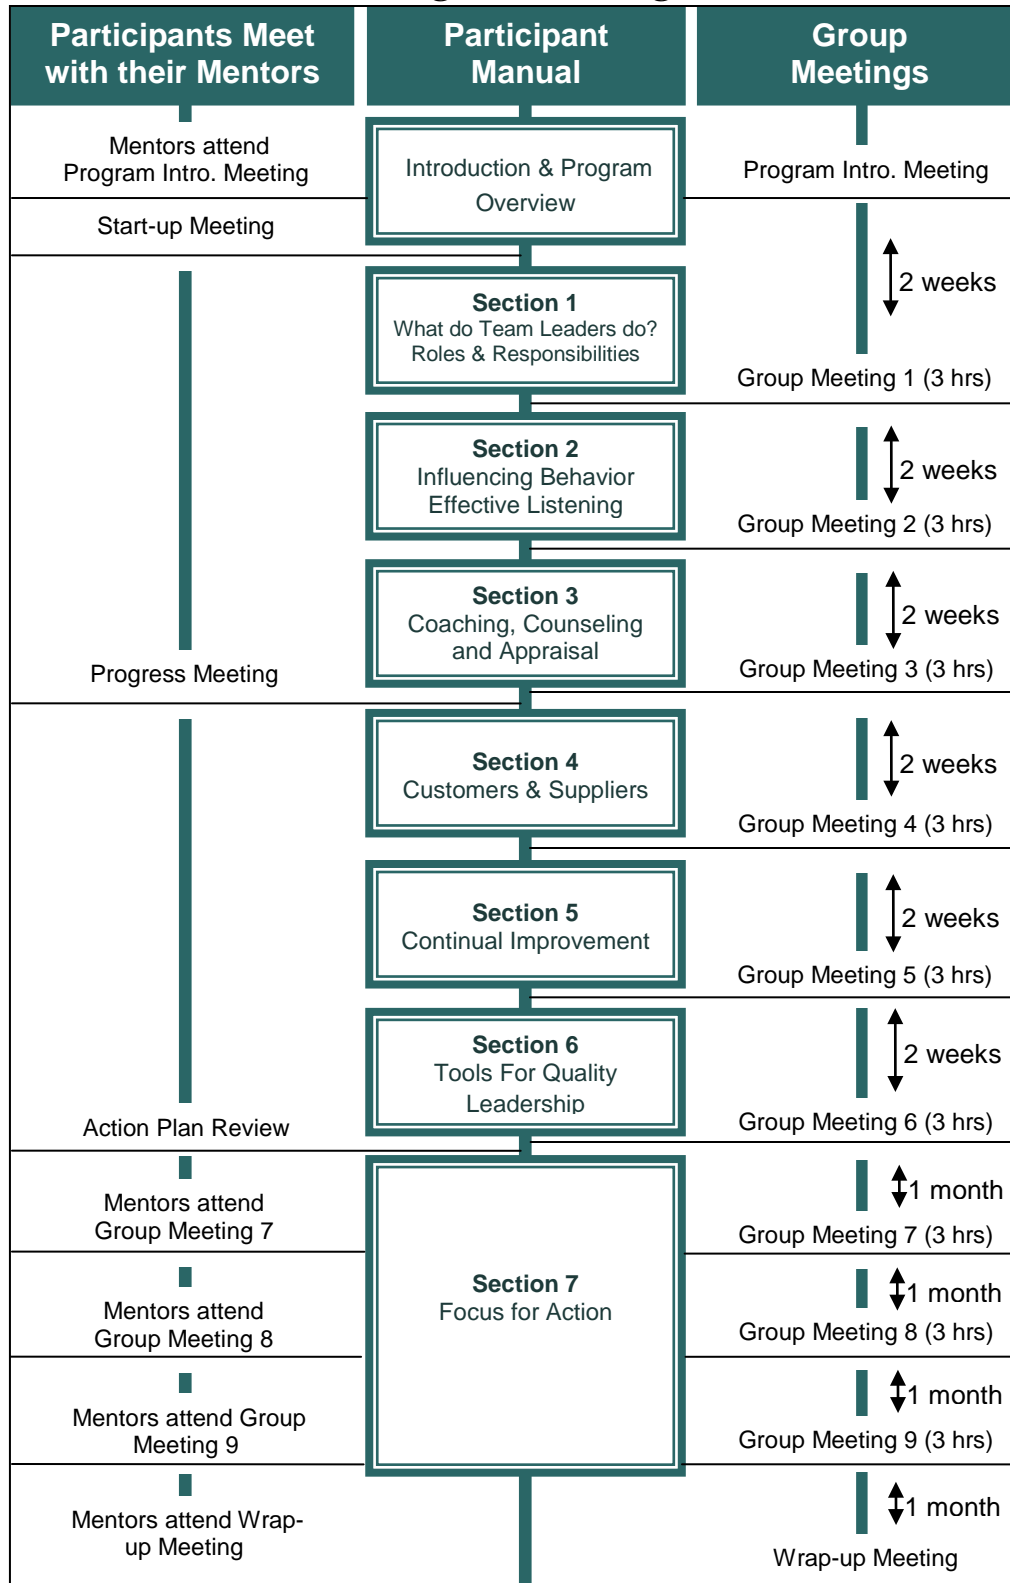 Participants Meet
with their Mentors
Participant
Manual
Group
Meetings
Mentors attend
Program Intro. Meeting
Introduction & Program
Overview
Program Intro. Meeting
Start-up Meeting
2 weeks
Section 1
What do Team Leaders do?
Roles & Responsibilities
Group Meeting 1 (3 hrs)
Section 2
Influencing Behavior
Effective Listening
2 weeks
Group Meeting 2 (3 hrs)
Section 3
Coaching, Counseling
and Appraisal
2 weeks
Group Meeting 3 (3 hrs)
Progress Meeting
Section 4
Customers & Suppliers
2 weeks
Group Meeting 4 (3 hrs)
Section 5
Continual Improvement
2 weeks
Group Meeting 5 (3 hrs)
Section 6
Tools For Quality
Leadership
2 weeks
Group Meeting 6 (3 hrs)
Action Plan Review
Mentors attend
Group Meeting 7
1 month
Group Meeting 7 (3 hrs)
Section 7
Focus for Action
Mentors attend
Group Meeting 8
1 month
Group Meeting 8 (3 hrs)
Mentors attend Group
Meeting 9
1 month
Group Meeting 9 (3 hrs)
Mentors attend Wrap-
up Meeting
1 month
Wrap-up Meeting